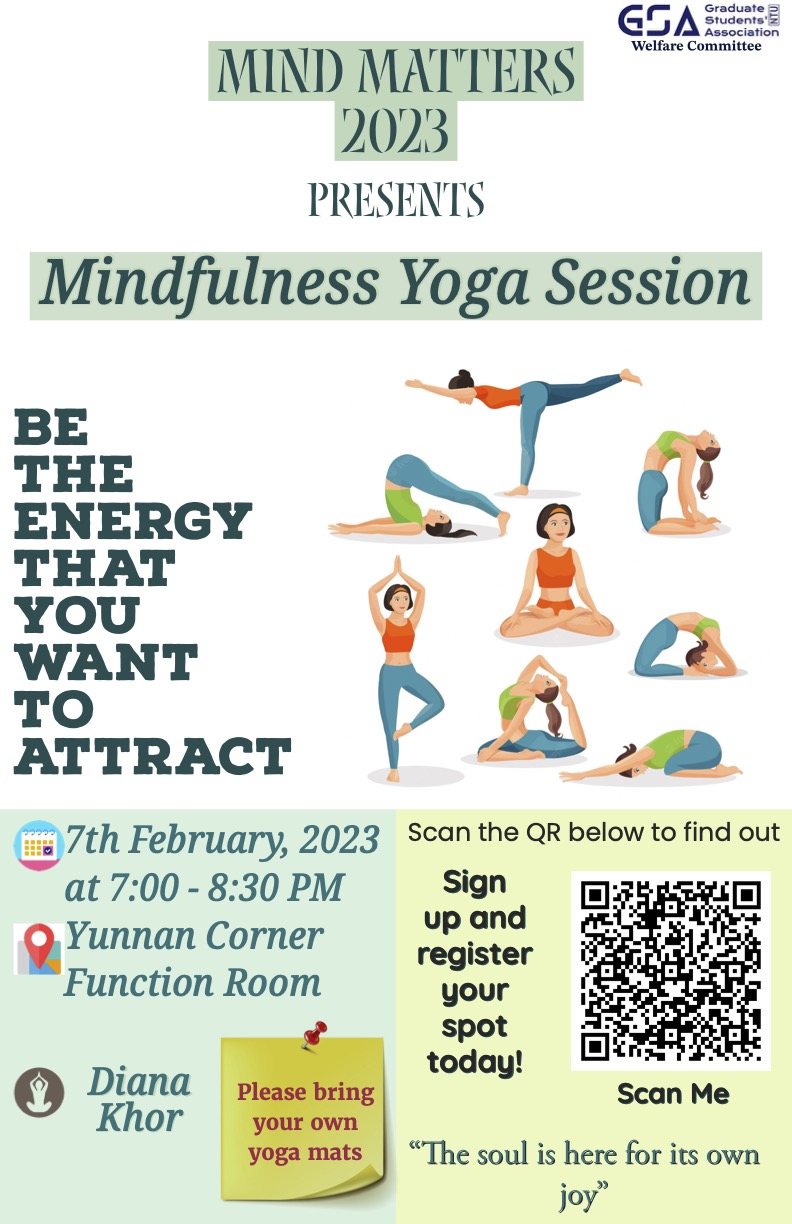 GSA Graduate
Students'
Association
NTU
Welfare Committee
MIND MATTERS
2023
PRESENTS
Mindfulness Yoga Session
BE
THE
ENERGY
THAT
YOU
WANT
TO
ATTRACT
7th February, 2023
at 7:00 - 8:30 PM
Yunnan Corner
Function Room
Diana
Khor
Please bring
your own
yoga mats
Scan the QR below to find out
Sign
up and
register
your
spot
today!
Scan Me
“The soul is here for its own
joy”